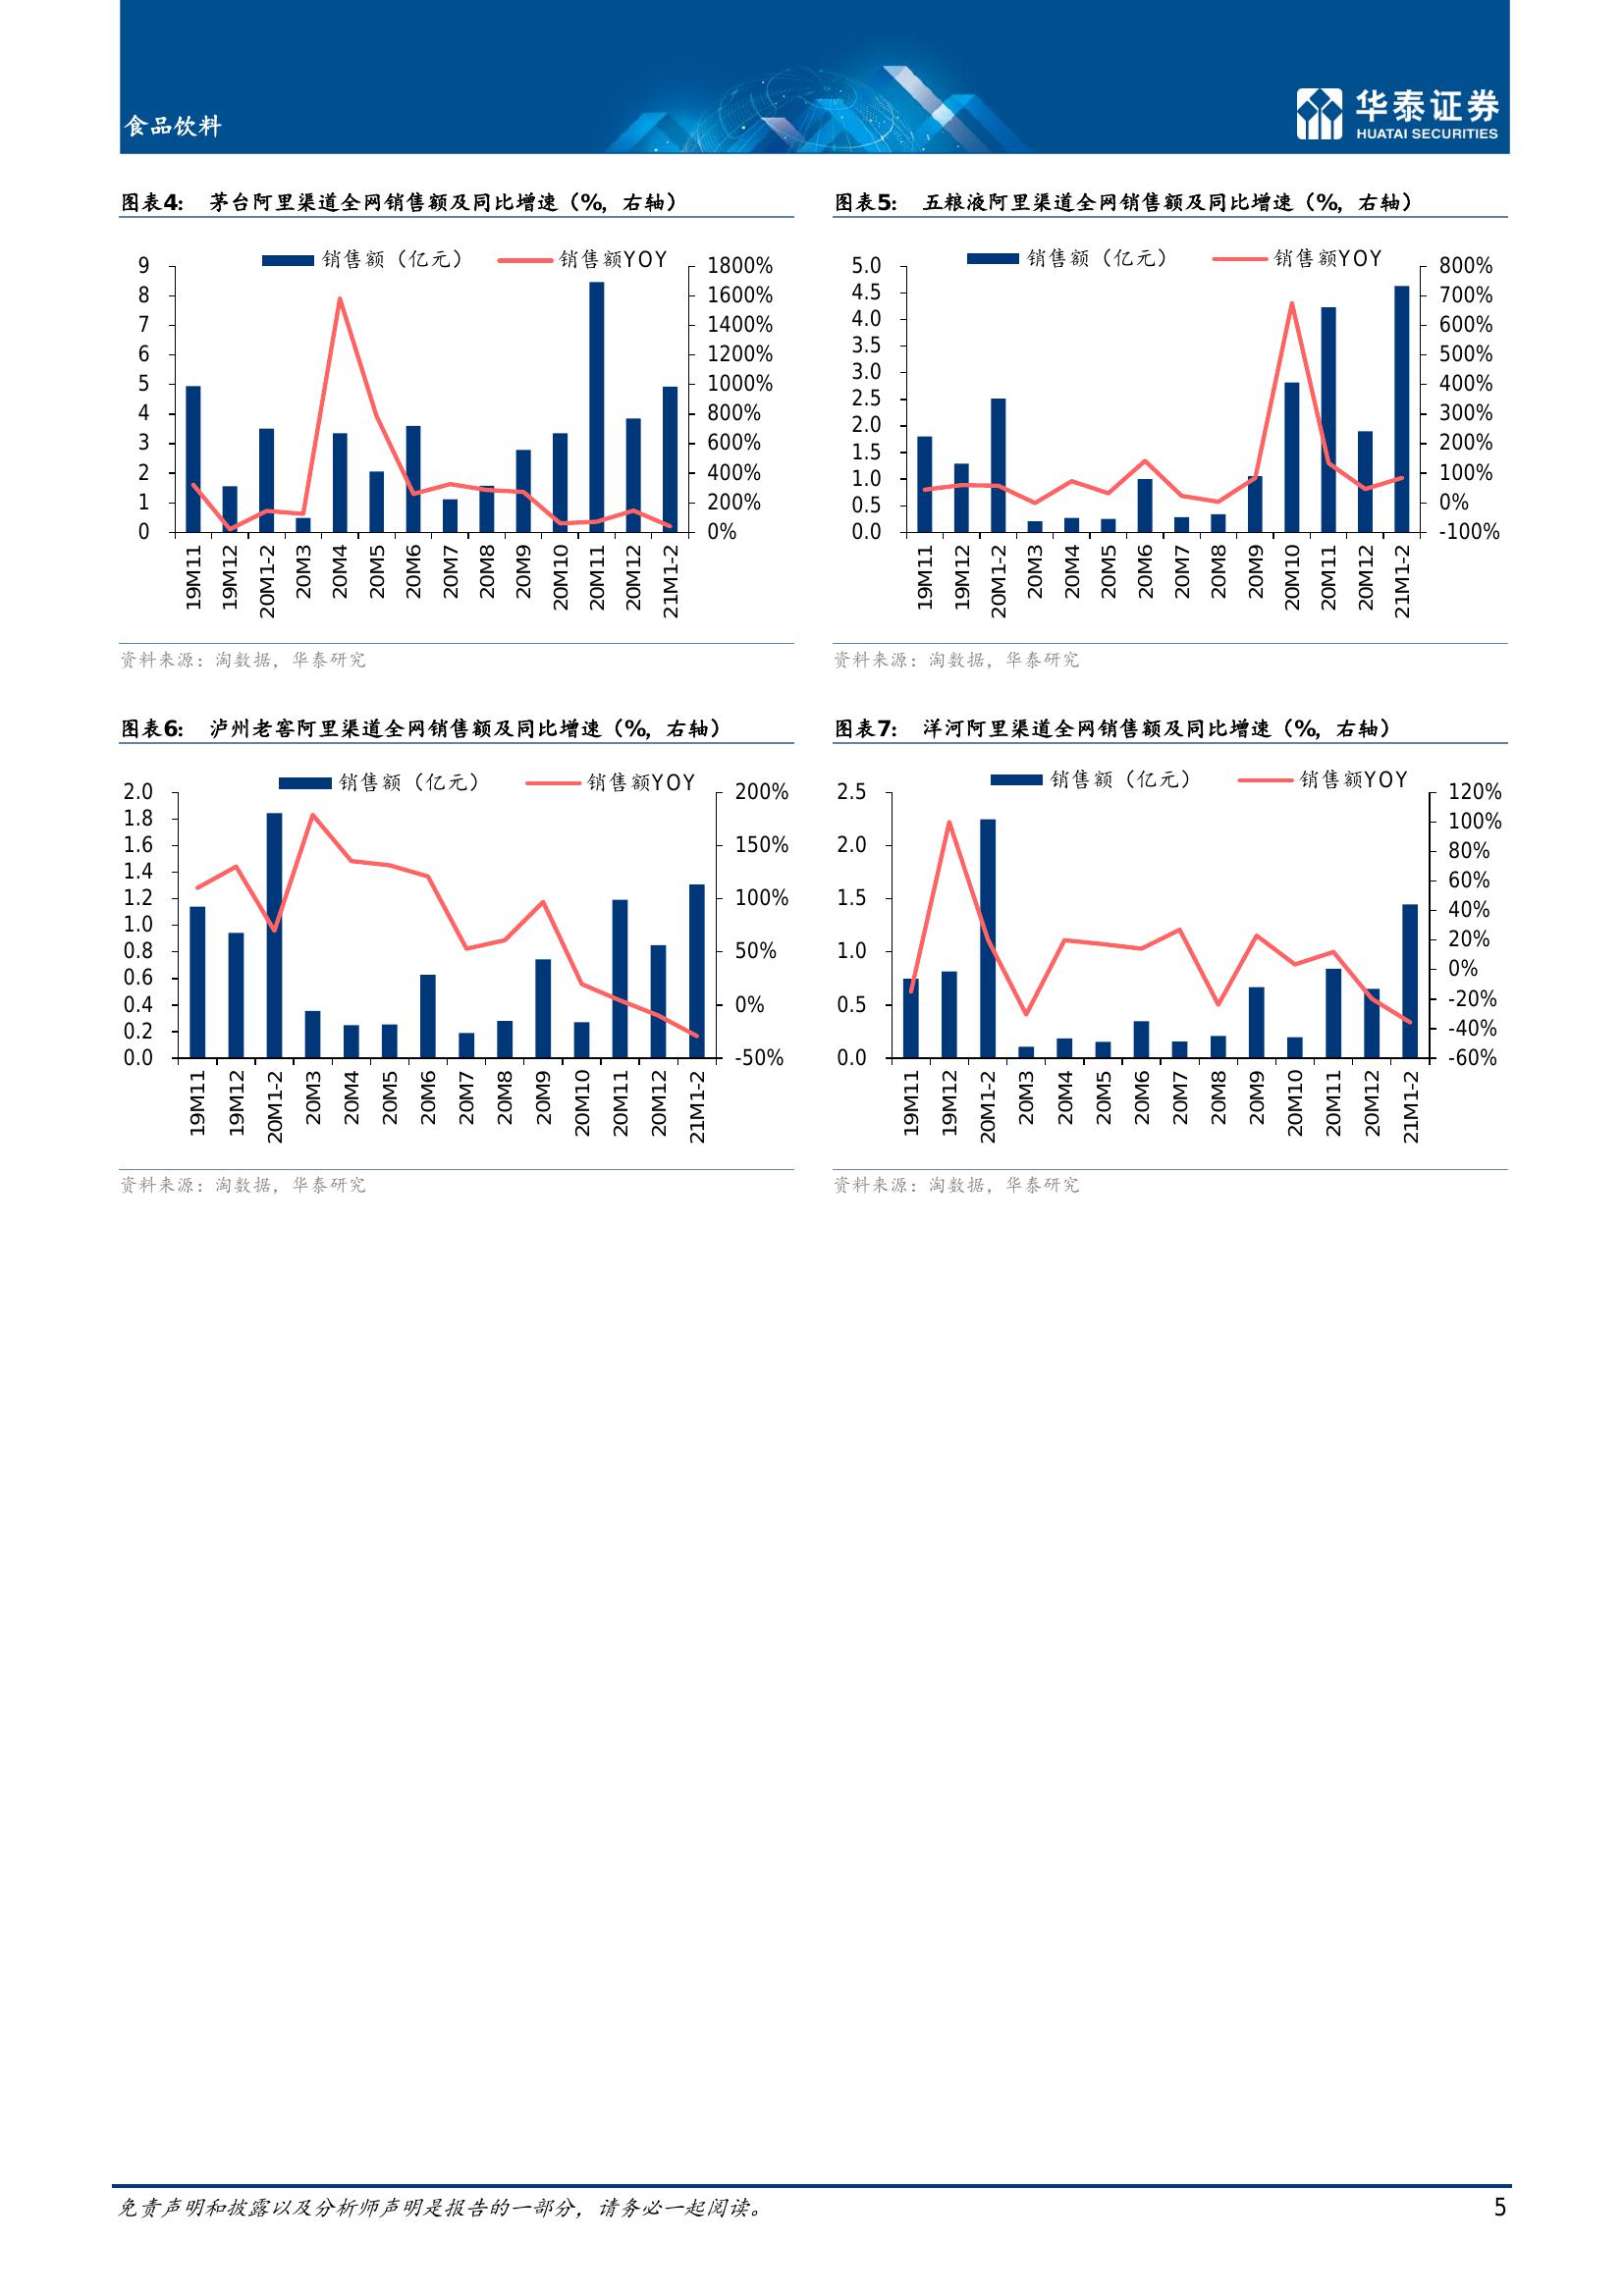 食品饮料
华泰证券
HUATAI SECURITIES
图表4: 茅台阿里渠道全网销售额及同比增速（%，右轴）
销售额（亿元） 销售额YOY
9
8
7
6
5
4
3
2
1
0
1800%
1600%
1400%
1200%
1000%
800%
600%
400%
200%
0%
19M11
19M12
20M1-2
20M3
20M4
20M5
20M6
20M7
20M8
20M9
20M10
20M11
20M12
21M1-2
资料来源：淘数据，华泰研究
图表5: 五粮液阿里渠道全网销售额及同比增速（%，右轴）
销售额（亿元） 销售额YOY
5.0
4.5
4.0
3.5
3.0
2.5
2.0
1.5
1.0
0.5
0.0
800%
700%
600%
500%
400%
300%
200%
100%
0%
-100%
19M11
19M12
20M1-2
20M3
20M4
20M5
20M6
20M7
20M8
20M9
20M10
20M11
20M12
21M1-2
资料来源：淘数据，华泰研究
图表6: 泸州老窖阿里渠道全网销售额及同比增速（%，右轴）
销售额（亿元） 销售额YOY
2.0
1.8
1.6
1.4
1.2
1.0
0.8
0.6
0.4
0.2
0.0
200%
150%
100%
50%
0%
-50%
19M11
19M12
20M1-2
20M3
20M4
20M5
20M6
20M7
20M8
20M9
20M10
20M11
20M12
21M1-2
资料来源：淘数据，华泰研究
图表7: 洋河阿里渠道全网销售额及同比增速（%，右轴）
销售额（亿元） 销售额YOY
2.5
2.0
1.5
1.0
0.5
0.0
120%
100%
80%
60%
40%
20%
0%
-20%
-40%
-60%
19M11
19M12
20M1-2
20M3
20M4
20M5
20M6
20M7
20M8
20M9
20M10
20M11
20M12
21M1-2
资料来源：淘数据，华泰研究
免责声明和披露以及分析师声明是报告的一部分，请务必一起阅读。
5